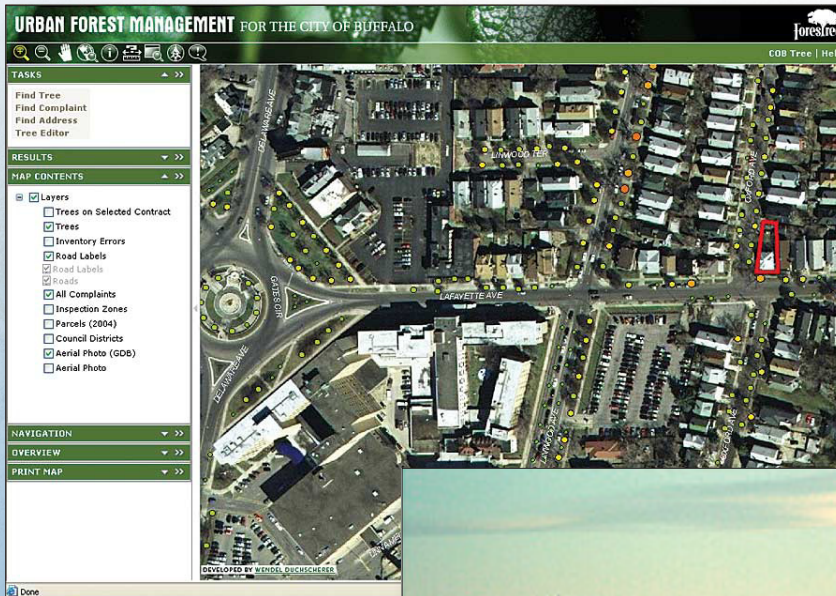 URBAN FOREST MANAGEMENT FOR THE CITY OF BUFFALO
COB Tree | Hel
TASKS
Find Tree
Find Complaint
Find Address
Tree Editor
RESULTS
MAP CONTENTS
Layers
Trees on Selected Contract
Trees
Inventory Errors
Road Labels
Road Labels
Roads
All Complaints
Inspection Zones
Parcels (2004)
Council Districts
Aerial Photo (GDB)
Aerial Photo
NAVIGATION
OVERVIEW
PRINT MAP
DELAWARE AVE
LINWOOD TER
OXFORD AVE
GATES CIR
LAFAYETTE AVE
DELAWARE AVE
LINWOOD AVE
OXFORD AVE
DEVELOPED BY WENDEL DUCHSCHERER
Done